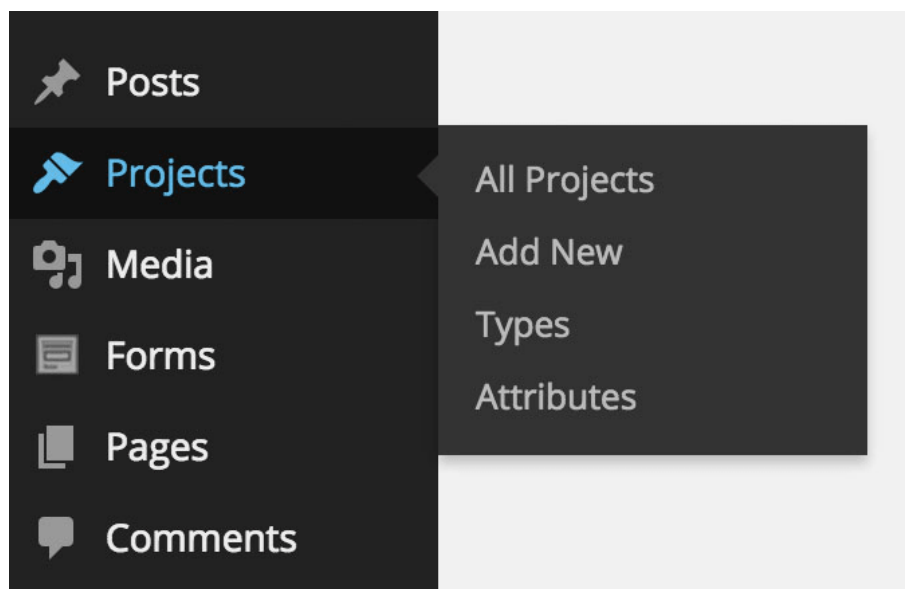 Posts
Projects
Media
Forms
Pages
Comments
All Projects
Add New
Types
Attributes